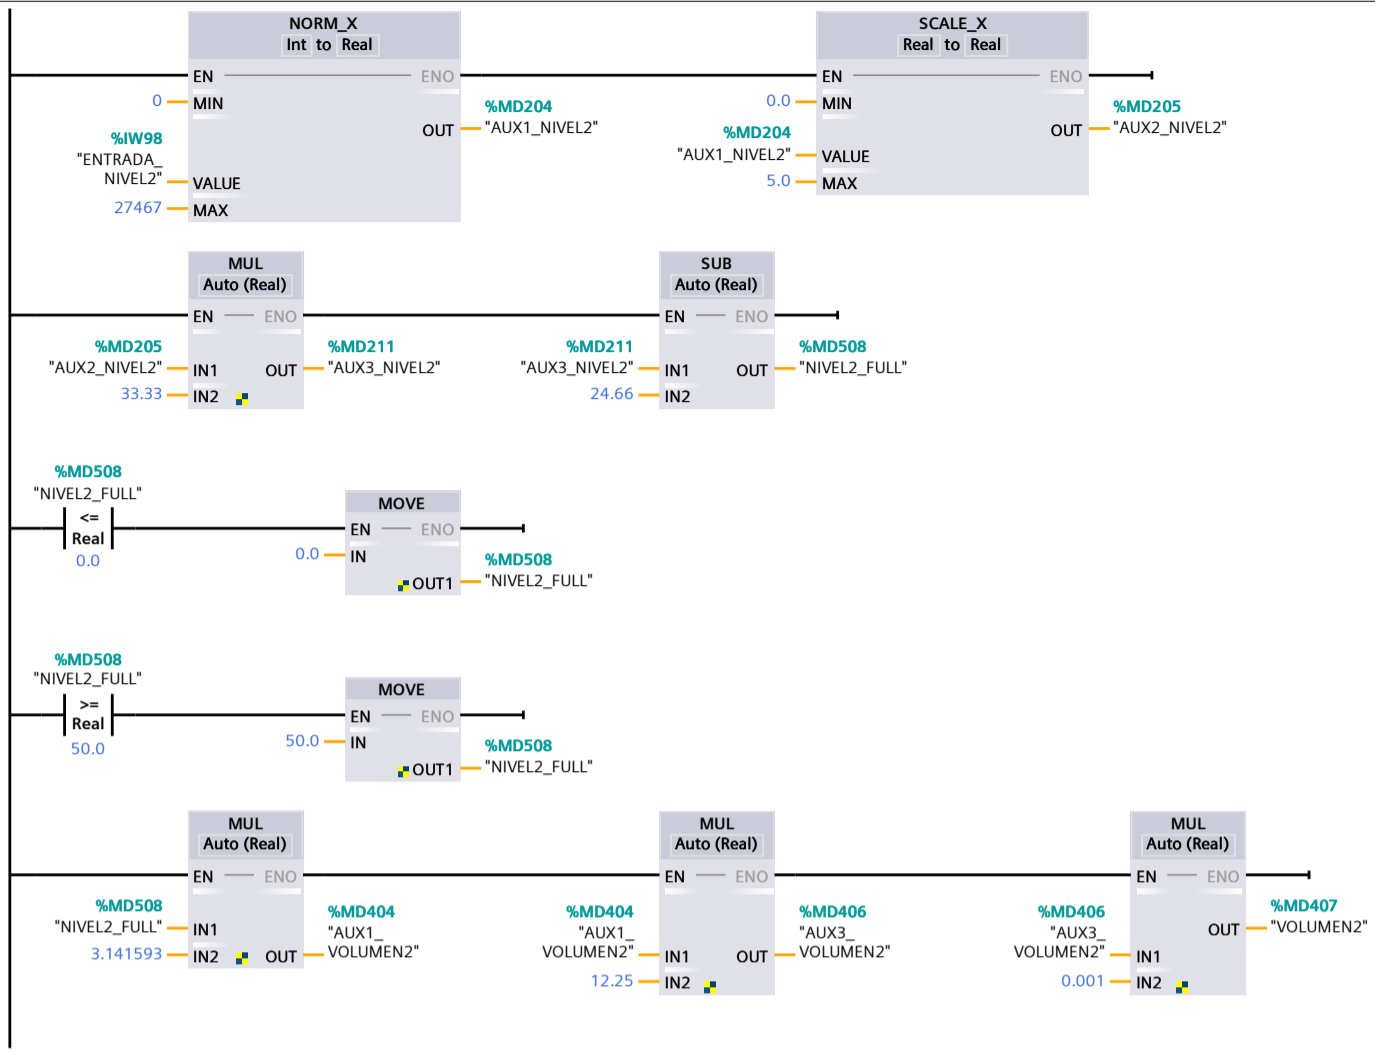 NORM_X
Int to Real
EN
ENO
0
MIN
%MD204
"AUX1_NIVEL2"
OUT
%IW98
"ENTRADA_
NIVEL2"
VALUE
27467
MAX
SCALE_X
Real to Real
EN
ENO
0.0
MIN
%MD205
"AUX2_NIVEL2"
OUT
%MD204
"AUX1_NIVEL2"
VALUE
5.0
MAX
MUL
Auto (Real)
EN
ENO
%MD205
"AUX2_NIVEL2"
IN1
OUT
%MD211
"AUX3_NIVEL2"
33.33
IN2
SUB
Auto (Real)
EN
ENO
%MD211
"AUX3_NIVEL2"
IN1
OUT
%MD508
"NIVEL2_FULL"
24.66
IN2
%MD508
"NIVEL2_FULL"
<=
Real
0.0
MOVE
EN
ENO
0.0
IN
%MD508
"NIVEL2_FULL"
OUT1
%MD508
"NIVEL2_FULL"
>=
Real
50.0
MOVE
EN
ENO
50.0
IN
%MD508
"NIVEL2_FULL"
OUT1
MUL
Auto (Real)
EN
ENO
%MD508
"NIVEL2_FULL"
IN1
3.141593
IN2
OUT
%MD404
"AUX1_
VOLUMEN2"
MUL
Auto (Real)
EN
ENO
%MD404
"AUX1_
VOLUMEN2"
IN1
OUT
%MD406
"AUX3_
VOLUMEN2"
12.25
IN2
MUL
Auto (Real)
EN
ENO
%MD406
"AUX3_
VOLUMEN2"
IN1
OUT
%MD407
"VOLUMEN2"
0.001
IN2